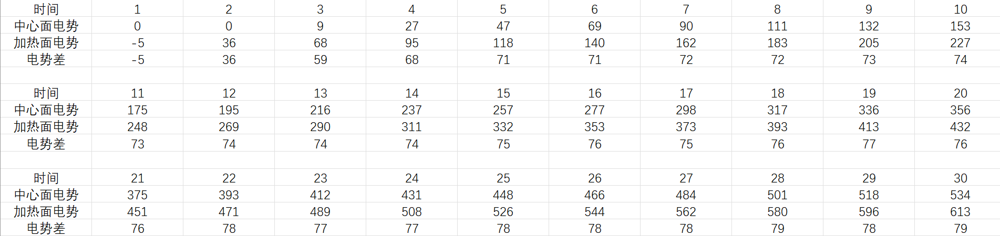 时间 1 2 3 4 5 6 7 8 9 10
中心面电势 0 0 9 27 47 69 90 111 132 153
加热面电势 -5 36 68 95 118 140 162 183 205 227
电势差 -5 36 59 68 71 71 72 72 73 74
时间 11 12 13 14 15 16 17 18 19 20
中心面电势 175 195 216 237 257 277 298 317 336 356
加热面电势 248 269 290 311 332 353 373 393 413 432
电势差 73 74 74 74 75 76 75 76 77 76
时间 21 22 23 24 25 26 27 28 29 30
中心面电势 375 393 412 431 448 466 484 501 518 534
加热面电势 451 471 489 508 526 544 562 580 596 613
电势差 76 78 77 77 78 78 78 79 78 79